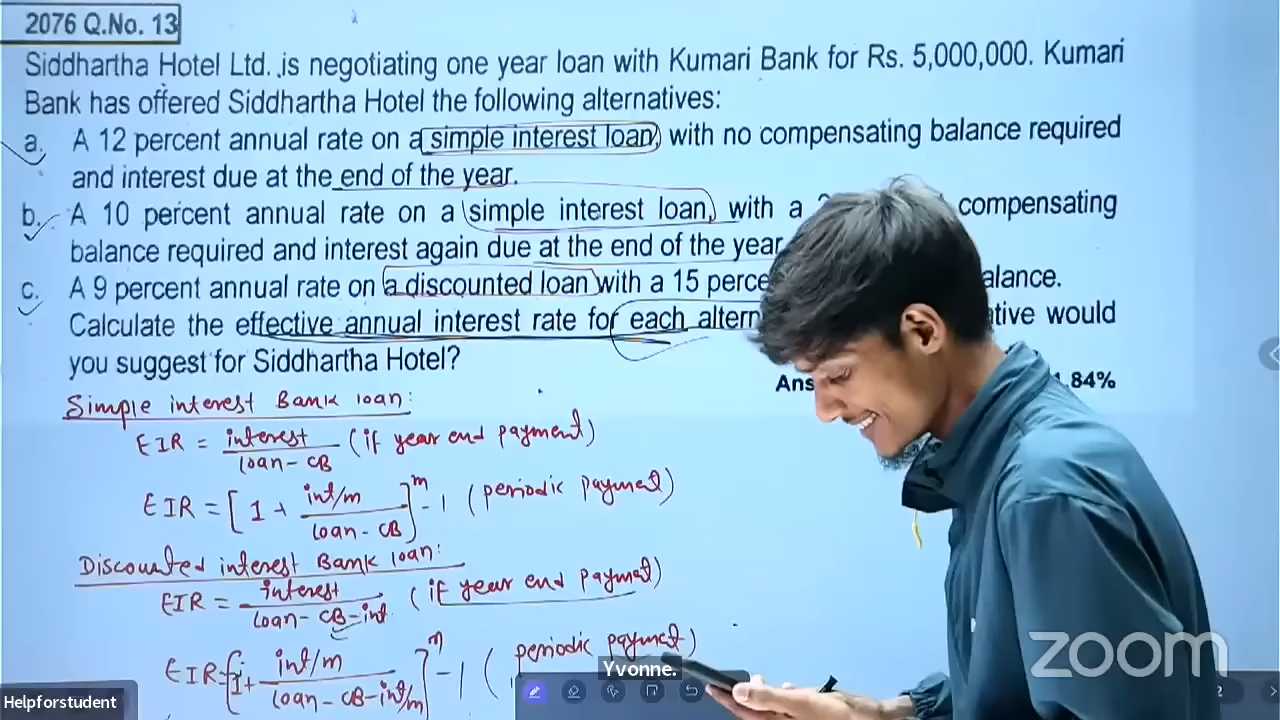 2076 Q.No. 13
Siddhartha Hotel Ltd. is negotiating one year loan with Kumari Bank for Rs. 5,000,000. Kumari
Bank has offered Siddhartha Hotel the following alternatives:
a. A 12 percent annual rate on a simple interest loan, with no compensating balance required
and interest due at the end of the year.
b. A 10 percent annual rate on a simple interest loan, with a compensating
balance required and interest again due at the end of the year
c. A 9 percent annual rate on a discounted loan with a 15 perce alance.
Calculate the effective annual interest rate for each altern tive would
you suggest for Siddhartha Hotel?
Ans .84%
Simple interest Bank loan:
EIR = interest / loan - CB (if year end payment)
EIR = [1 + int/m / loan - CB]^m - 1 (periodic payment)
Discounted interest Bank loan:
EIR = interest / loan - CB - int (if year end payment)
EIR = [1 + int/m / loan - CB - int/m]^m - 1 ( periodic payment)
Yvonne.
zoom
Helpforstudent
2